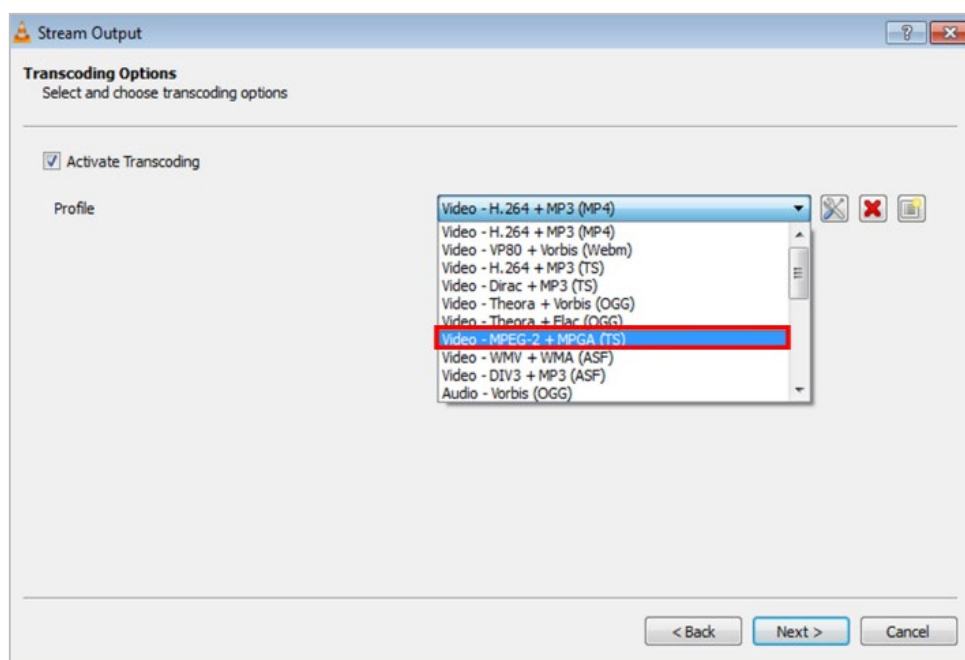 Stream Output
Transcoding Options
Select and choose transcoding options
Activate Transcoding
Profile
Video - H.264 + MP3 (MP4)
Video - H.264 + MP3 (MP4)
Video - VP80 + Vorbis (Webm)
Video - H.264 + MP3 (TS)
Video - Dirac + MP3 (TS)
Video - Theora + Vorbis (OGG)
Video - Theora + Flac (OGG)
Video - MPEG-2 + MPGA (TS)
Video - WMV + WMA (ASF)
Video - DIV3 + MP3 (ASF)
Audio - Vorbis (OGG)
< Back Next > Cancel